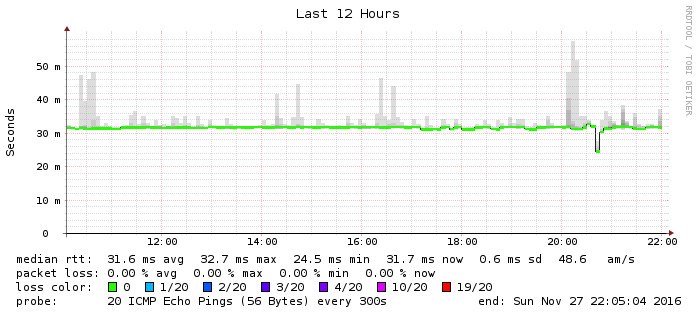 Last 12 Hours
RRDTOOL / TOBI OETIKER
Seconds
50 m
40 m
30 m
20 m
10 m
0
12:00 14:00 16:00 18:00 20:00 22:00
median rtt: 31.6 ms avg 32.7 ms max 24.5 ms min 31.7 ms now 0.6 ms sd 48.6 am/s
packet loss: 0.00 % avg 0.00 % max 0.00 % min 0.00 % now
loss color: 0 1/20 2/20 3/20 4/20 10/20 19/20
probe: 20 ICMP Echo Pings (56 Bytes) every 300s end: Sun Nov 27 22:05:04 2016